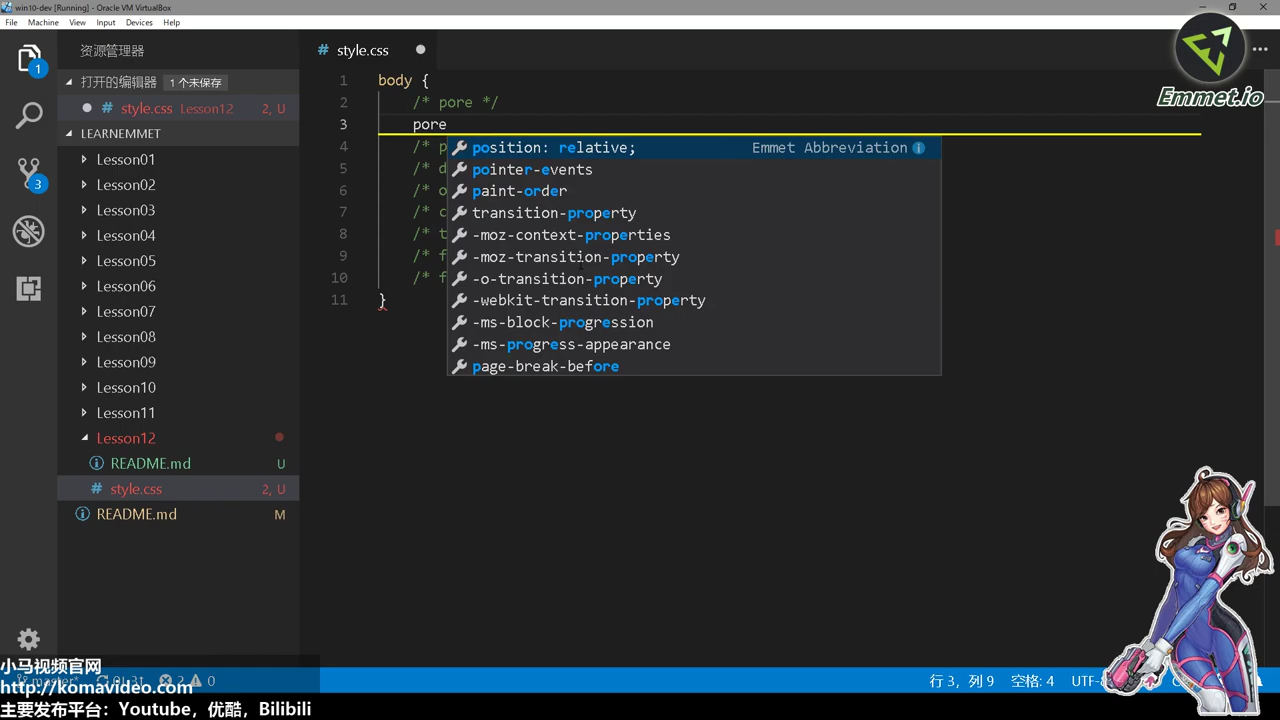 win10-dev [Running] - Oracle VM VirtualBox
File Machine View Input Devices Help
资源管理器
打开的编辑器 1 个未保存
style.css Lesson12 2, U
LEARNEMMET
Lesson01
Lesson02
Lesson03
Lesson04
Lesson05
Lesson06
Lesson07
Lesson08
Lesson09
Lesson10
Lesson11
Lesson12
README.md U
style.css 2, U
README.md M
1
3
# style.css
Emmet.io
1 body {
2 /* pore */
3 pore
4 /* p
5 /* d
6 /* o
7 /* c
8 /* t
9 /* f
10 /* f
11 }
position: relative; Emmet Abbreviation
pointer-events
paint-order
transition-property
-moz-context-properties
-moz-transition-property
-o-transition-property
-webkit-transition-property
-ms-block-progression
-ms-progress-appearance
page-break-before
小马视频官网
http://komavideo.com
主要发布平台：Youtube，优酷，Bilibili
master*
2 0
行 3，列 9 空格: 4